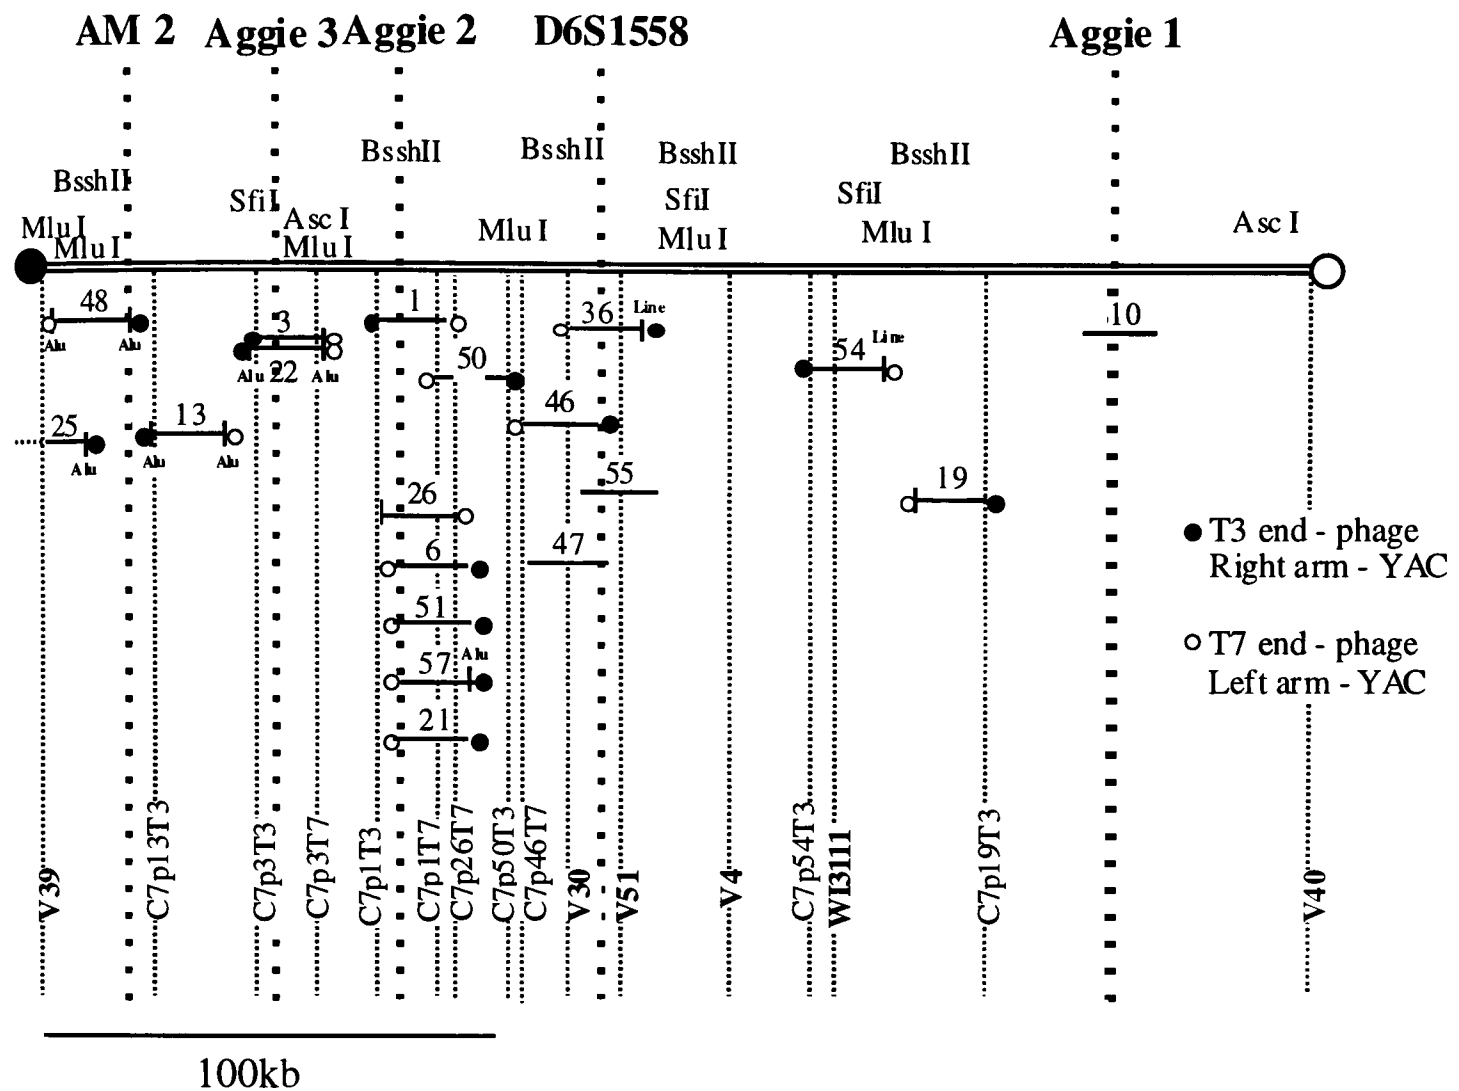 AM 2 Aggie 3 Aggie 2 D6S1558 Aggie 1
BsshII BsshII BsshII BsshII
BsshII
SfiI SfiI SfiI
Asc I Asc I
MluI MluI MluI MluI Mlu I
MluI
48 3 1 36 Line 10
Alu Alu
54 Line
50
Alu 22 Alu
25 13 46
Alu Alu Alu
55
26 19
47
6
51
57 Alu
21
T3 end - phage
Right arm - YAC
T7 end - phage
Left arm - YAC
V39
C7p13T3
C7p3T3
C7p3T7
C7p1T3
C7p1T7
C7p26T7
C7p50T3
C7p46T7
V30
V51
V4
C7p54T3
WI3111
C7p19T3
V40
100kb